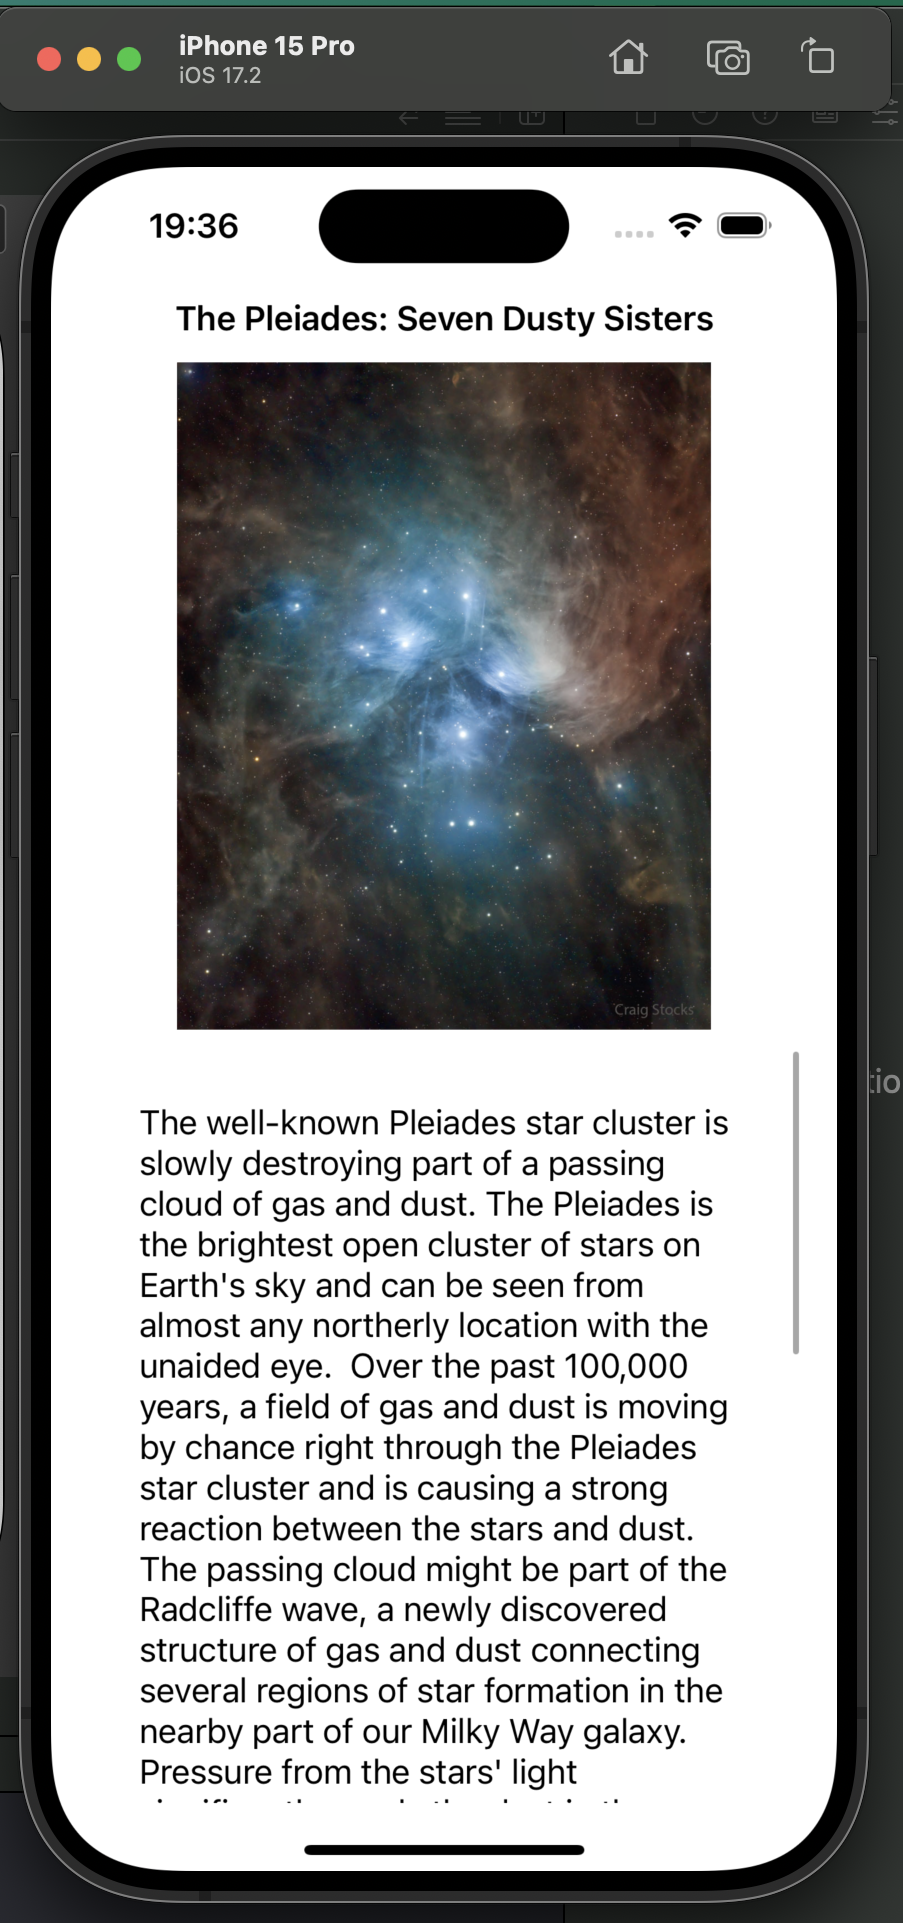 iPhone 15 Pro
iOS 17.2
19:36
The Pleiades: Seven Dusty Sisters
Craig Stocks
tio
The well-known Pleiades star cluster is
slowly destroying part of a passing
cloud of gas and dust. The Pleiades is
the brightest open cluster of stars on
Earth's sky and can be seen from
almost any northerly location with the
unaided eye.  Over the past 100,000
years, a field of gas and dust is moving
by chance right through the Pleiades
star cluster and is causing a strong
reaction between the stars and dust.
The passing cloud might be part of the
Radcliffe wave, a newly discovered
structure of gas and dust connecting
several regions of star formation in the
nearby part of our Milky Way galaxy.
Pressure from the stars' light